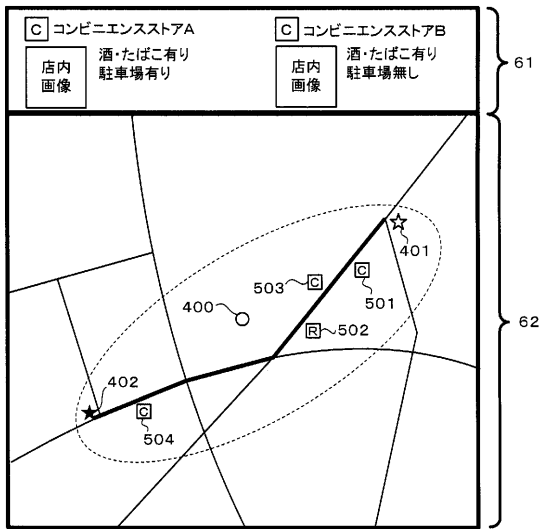 C コンビニエンスストアA
酒・たばこ有り
駐車場有り
店内
画像
C コンビニエンスストアB
酒・たばこ有り
駐車場無し
店内
画像
61
401
503
C
C
501
400
R
502
62
402
C
504